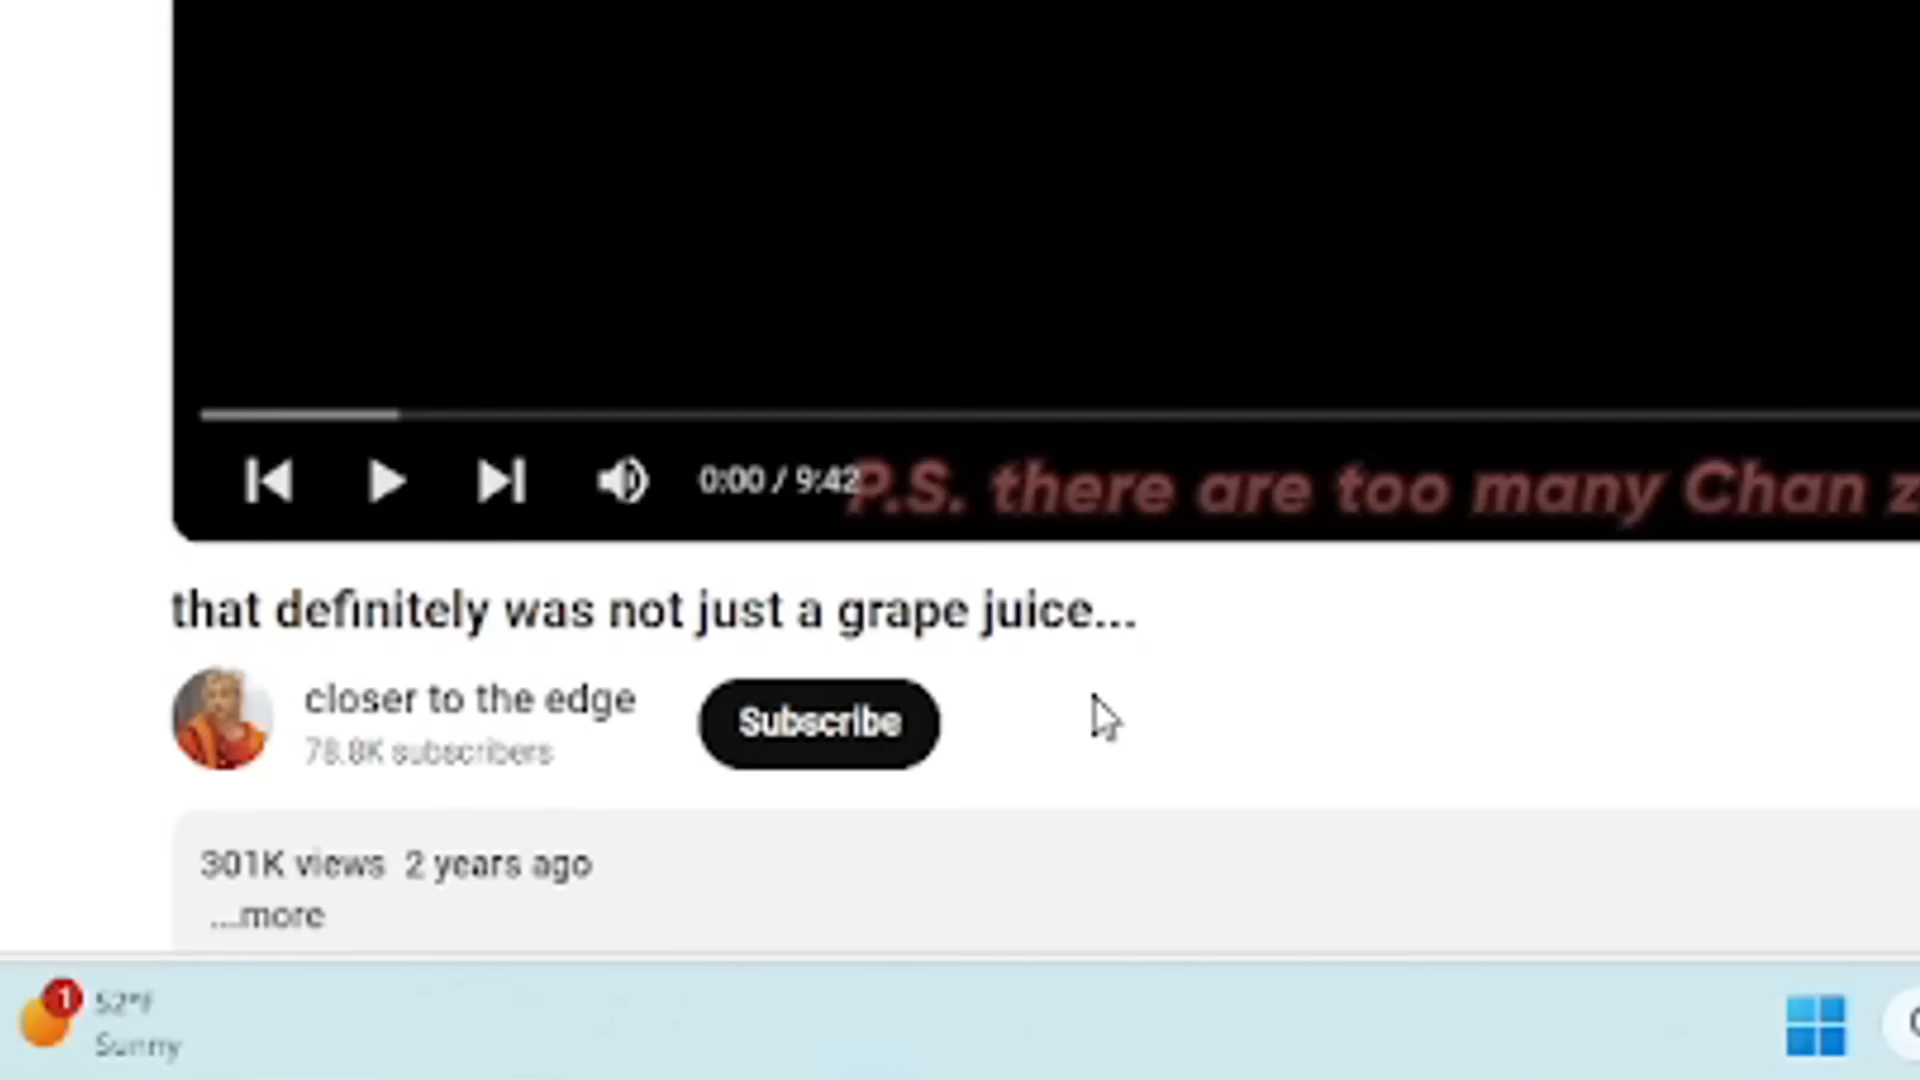 0:00 / 9:42
P.S. there are too many Chan z
that definitely was not just a grape juice...
closer to the edge
Subscribe
78.8K subscribers
301K views 2 years ago
...more
1
52°F
Sunny